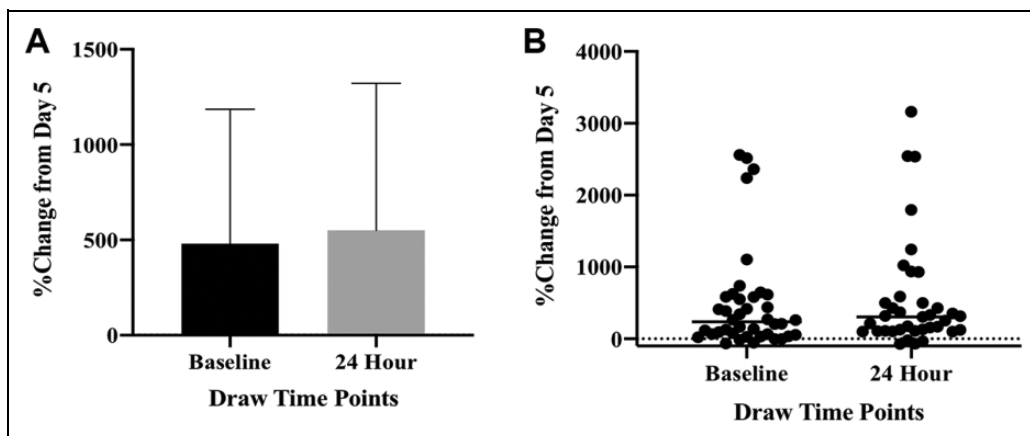 A
%Change from Day 5
1500
1000
500
0
Baseline
24 Hour
Draw Time Points
B
%Change from Day 5
4000
3000
2000
1000
0
Baseline
24 Hour
Draw Time Points